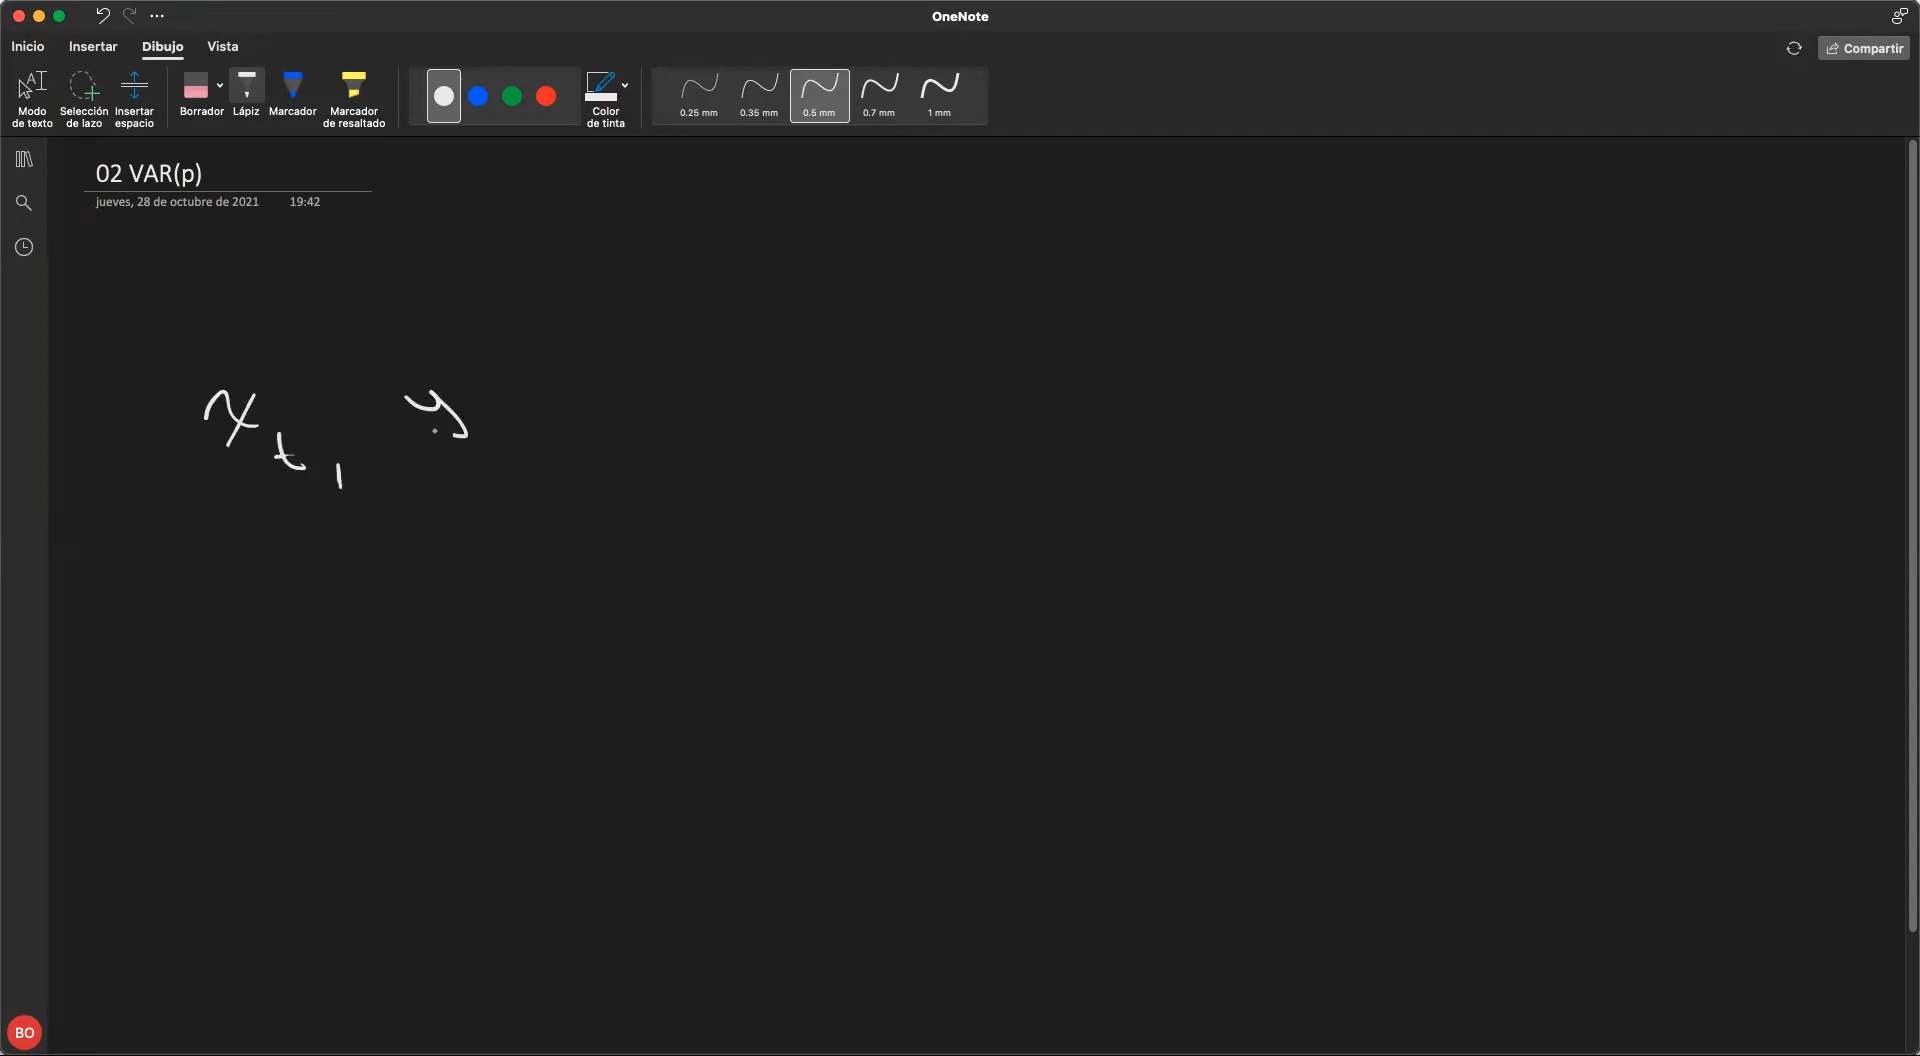 OneNote
Inicio Insertar Dibujo Vista Compartir
Modo de texto Selección de lazo Insertar espacio Borrador Lápiz Marcador Marcador de resaltado Color de tinta 0.25 mm 0.35 mm 0.5 mm 0.7 mm 1 mm
02 VAR(p)
jueves, 28 de octubre de 2021 19:42
x t , y
BO